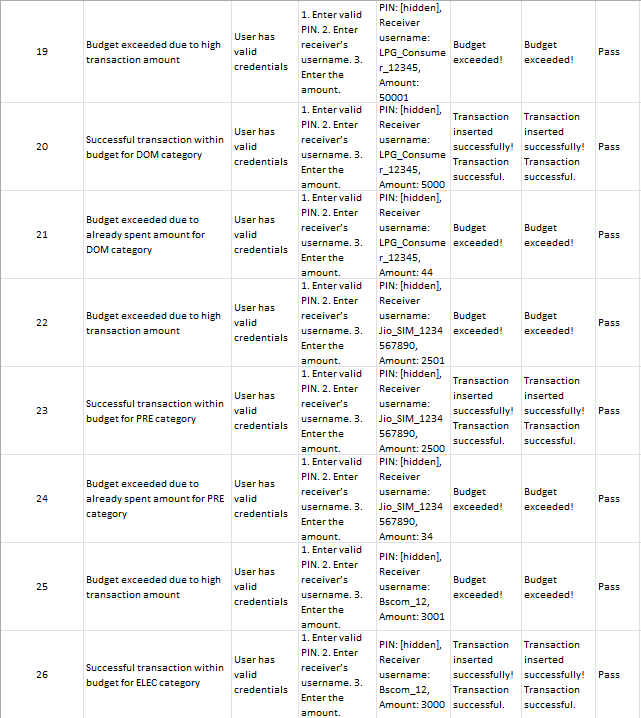 19
Budget exceeded due to high
transaction amount
User has
valid
credentials
1. Enter valid
PIN. 2. Enter
receiver's
username. 3.
Enter the
amount.
PIN: [hidden],
Receiver
username:
LPG_Consume
r_12345,
Amount:
50001
Budget
exceeded!
Budget
exceeded!
Pass
20
Successful transaction within
budget for DOM category
User has
valid
credentials
1. Enter valid
PIN. 2. Enter
receiver's
username. 3.
Enter the
amount.
PIN: [hidden],
Receiver
username:
LPG_Consume
r_12345,
Amount: 5000
Transaction
inserted
successfully!
Transaction
successful.
Transaction
inserted
successfully!
Transaction
successful.
Pass
21
Budget exceeded due to
already spent amount for
DOM category
User has
valid
credentials
1. Enter valid
PIN. 2. Enter
receiver's
username. 3.
Enter the
amount.
PIN: [hidden],
Receiver
username:
LPG_Consume
r_12345,
Amount: 44
Budget
exceeded!
Budget
exceeded!
Pass
22
Budget exceeded due to high
transaction amount
User has
valid
credentials
1. Enter valid
PIN. 2. Enter
receiver's
username. 3.
Enter the
amount.
PIN: [hidden],
Receiver
username:
Jio_SIM_1234
567890,
Amount: 2501
Budget
exceeded!
Budget
exceeded!
Pass
23
Successful transaction within
budget for PRE category
User has
valid
credentials
1. Enter valid
PIN. 2. Enter
receiver's
username. 3.
Enter the
amount.
PIN: [hidden],
Receiver
username:
Jio_SIM_1234
567890,
Amount: 2500
Transaction
inserted
successfully!
Transaction
successful.
Transaction
inserted
successfully!
Transaction
successful.
Pass
24
Budget exceeded due to
already spent amount for PRE
category
User has
valid
credentials
1. Enter valid
PIN. 2. Enter
receiver's
username. 3.
Enter the
amount.
PIN: [hidden],
Receiver
username:
Jio_SIM_1234
567890,
Amount: 34
Budget
exceeded!
Budget
exceeded!
Pass
25
Budget exceeded due to high
transaction amount
User has
valid
credentials
1. Enter valid
PIN. 2. Enter
receiver's
username. 3.
Enter the
amount.
PIN: [hidden],
Receiver
username:
Bscom_12,
Amount: 3001
Budget
exceeded!
Budget
exceeded!
Pass
26
Successful transaction within
budget for ELEC category
User has
valid
credentials
1. Enter valid
PIN. 2. Enter
receiver's
username. 3.
Enter the
amount.
PIN: [hidden],
Receiver
username:
Bscom_12,
Amount: 3000
Transaction
inserted
successfully!
Transaction
successful.
Transaction
inserted
successfully!
Transaction
successful.
Pass